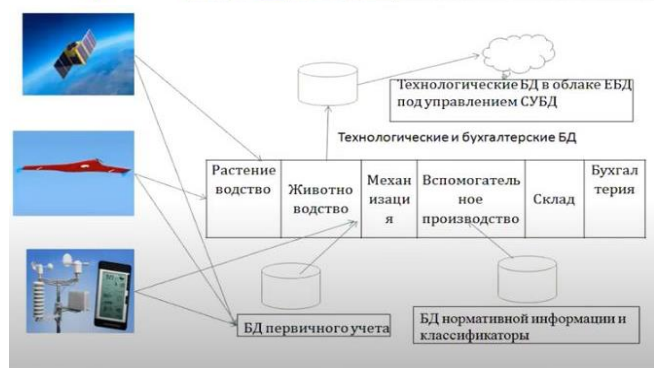 Технологические БД в облаке ЕБД
под управлением СУБД
Технологические и бухгалтерские БД
Растение
водство
Животно
водство
Механ
изаци
я
Вспомогатель
ное
производство
Склад
Бухгал
терия
БД первичного учета
БД нормативной информации и
классификаторы